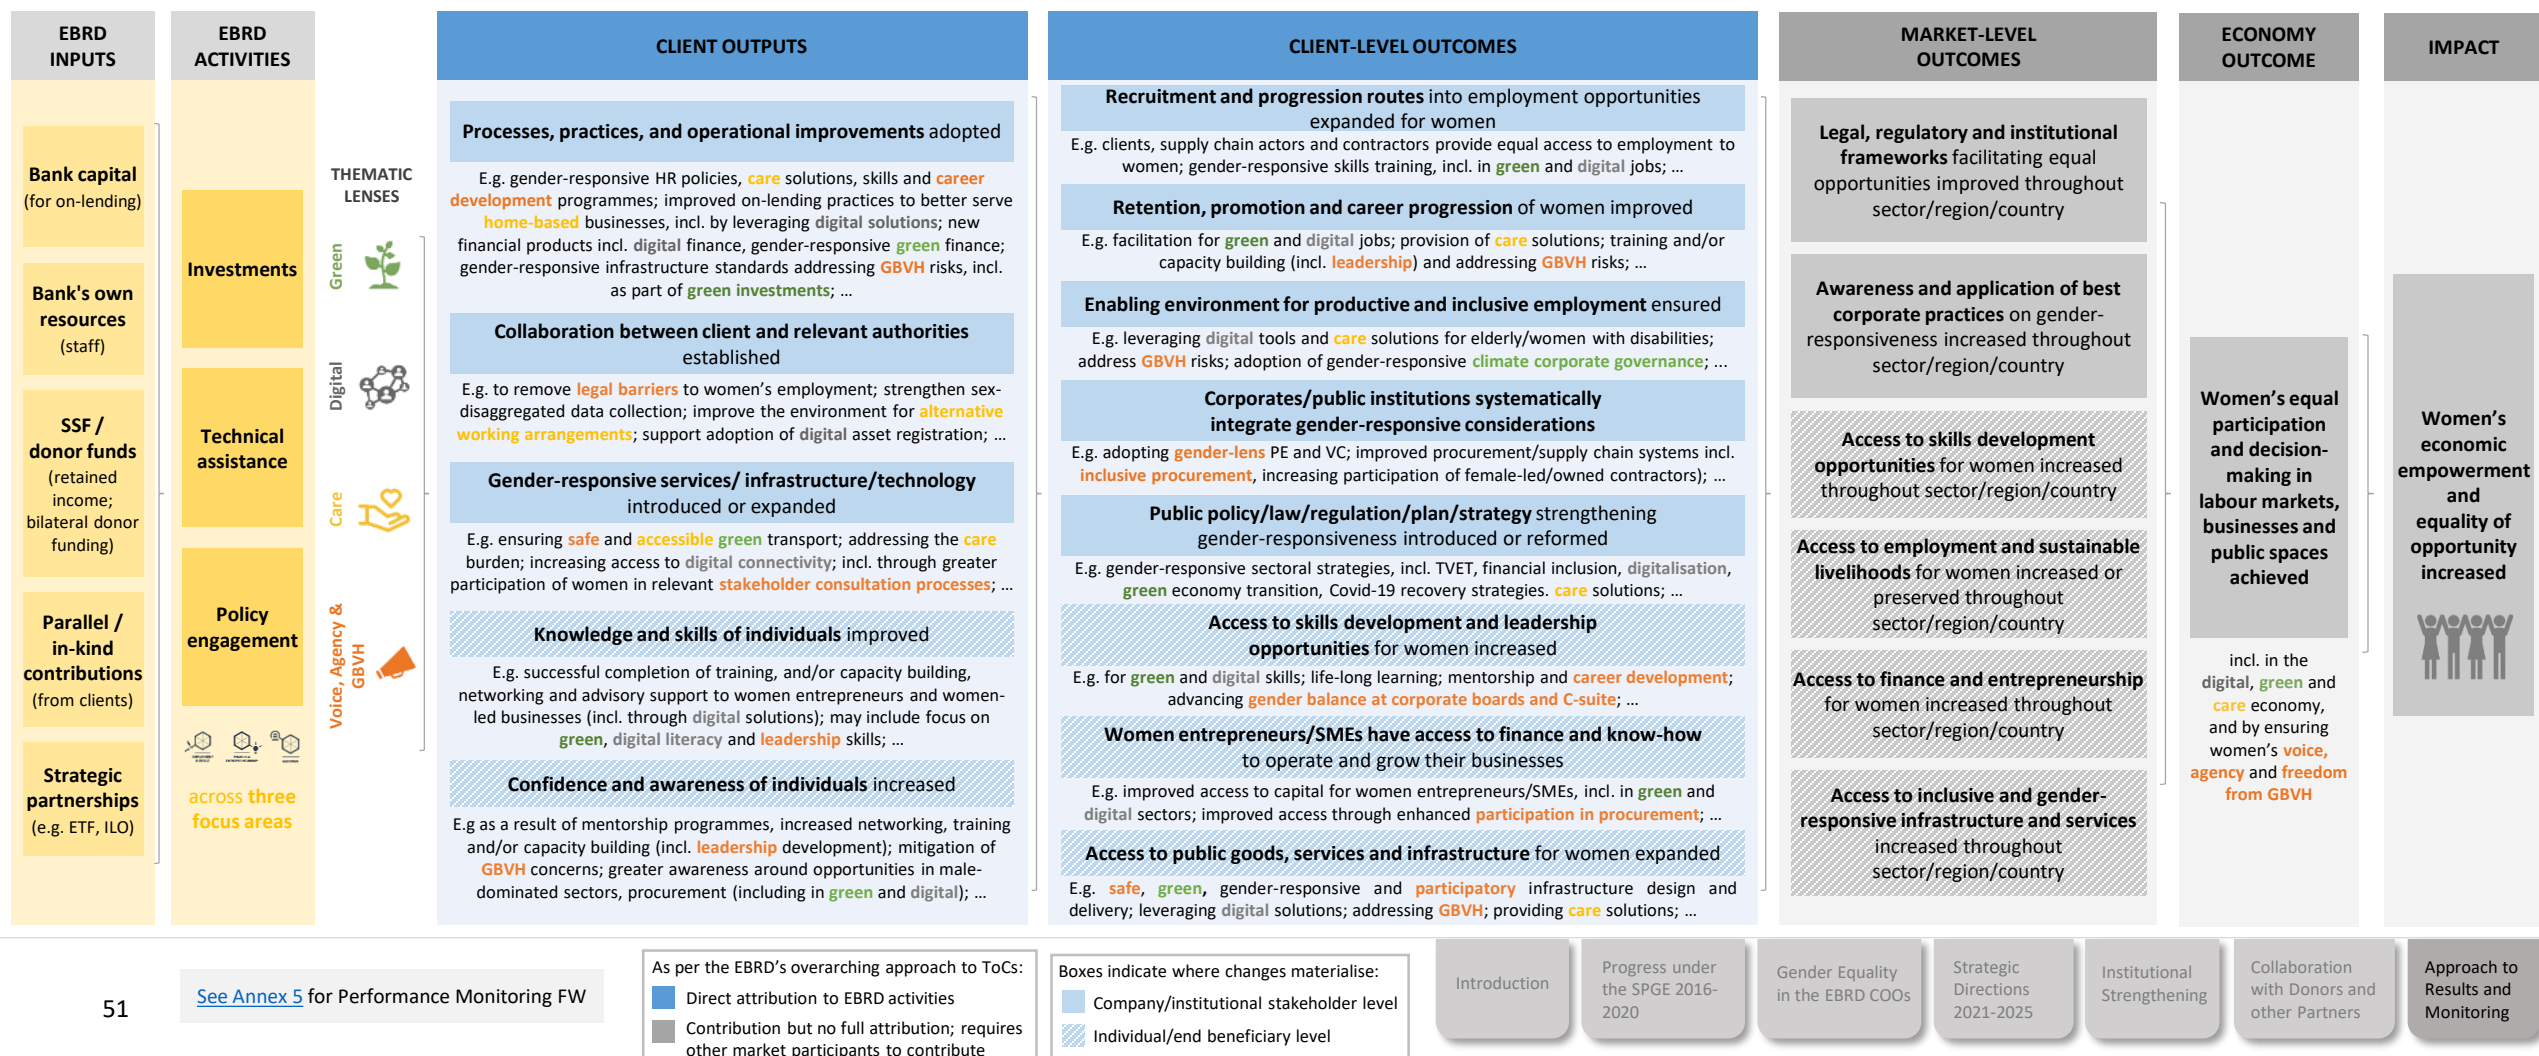 EBRD
INPUTS
Bank capital
(for on-lending)
Bank's own
resources
(staff)
SSF /
donor funds
(retained
income;
bilateral donor
funding)
Parallel /
in-kind
contributions
(from clients)
Strategic
partnerships
(e.g. ETF, ILO)
EBRD
ACTIVITIES
Investments
Technical
assistance
Policy
engagement
across three
focus areas
THEMATIC
LENSES
Green
Digital
Care
Voice, Agency &
GBVH
CLIENT OUTPUTS
Processes, practices, and operational improvements adopted
E.g. gender-responsive HR policies, care solutions, skills and career
development programmes; improved on-lending practices to better serve
home-based businesses, incl. by leveraging digital solutions; new
financial products incl. digital finance, gender-responsive green finance;
gender-responsive infrastructure standards addressing GBVH risks, incl.
as part of green investments; ...
Collaboration between client and relevant authorities
established
E.g. to remove legal barriers to women's employment; strengthen sex-
disaggregated data collection; improve the environment for alternative
working arrangements; support adoption of digital asset registration; ...
Gender-responsive services/ infrastructure/technology
introduced or expanded
E.g. ensuring safe and accessible green transport; addressing the care
burden; increasing access to digital connectivity; incl. through greater
participation of women in relevant stakeholder consultation processes; ...
Knowledge and skills of individuals improved
E.g. successful completion of training, and/or capacity building,
networking and advisory support to women entrepreneurs and women-
led businesses (incl. through digital solutions); may include focus on
green, digital literacy and leadership skills; ...
Confidence and awareness of individuals increased
E.g as a result of mentorship programmes, increased networking, training
and/or capacity building (incl. leadership development); mitigation of
GBVH concerns; greater awareness around opportunities in male-
dominated sectors, procurement (including in green and digital); ...
CLIENT-LEVEL OUTCOMES
Recruitment and progression routes into employment opportunities
expanded for women
E.g. clients, supply chain actors and contractors provide equal access to employment to
women; gender-responsive skills training, incl. in green and digital jobs; ...
Retention, promotion and career progression of women improved
E.g. facilitation for green and digital jobs; provision of care solutions; training and/or
capacity building (incl. leadership) and addressing GBVH risks; ...
Enabling environment for productive and inclusive employment ensured
E.g. leveraging digital tools and care solutions for elderly/women with disabilities;
address GBVH risks; adoption of gender-responsive climate corporate governance; ...
Corporates/public institutions systematically
integrate gender-responsive considerations
E.g. adopting gender-lens PE and VC; improved procurement/supply chain systems incl.
inclusive procurement, increasing participation of female-led/owned contractors); ...
Public policy/law/regulation/plan/strategy strengthening
gender-responsiveness introduced or reformed
E.g. gender-responsive sectoral strategies, incl. TVET, financial inclusion, digitalisation,
green economy transition, Covid-19 recovery strategies. care solutions; ...
Access to skills development and leadership
opportunities for women increased
E.g. for green and digital skills; life-long learning; mentorship and career development;
advancing gender balance at corporate boards and C-suite; ...
Women entrepreneurs/SMEs have access to finance and know-how
to operate and grow their businesses
E.g. improved access to capital for women entrepreneurs/SMEs, incl. in green and
digital sectors; improved access through enhanced participation in procurement; ...
Access to public goods, services and infrastructure for women expanded
E.g. safe, green, gender-responsive and participatory infrastructure design and
delivery; leveraging digital solutions; addressing GBVH; providing care solutions; ...
MARKET-LEVEL
OUTCOMES
Legal, regulatory and institutional
frameworks facilitating equal
opportunities improved throughout
sector/region/country
Awareness and application of best
corporate practices on gender-
responsiveness increased throughout
sector/region/country
Access to skills development
opportunities for women increased
throughout sector/region/country
Access to employment and sustainable
livelihoods for women increased or
preserved throughout
sector/region/country
Access to finance and entrepreneurship
for women increased throughout
sector/region/country
Access to inclusive and gender-
responsive infrastructure and services
increased throughout
sector/region/country
ECONOMY
OUTCOME
Women's equal
participation
and decision-
making in
labour markets,
businesses and
public spaces
achieved
incl. in the
digital, green and
care economy,
and by ensuring
women's voice,
agency and freedom
from GBVH
IMPACT
Women's
economic
empowerment
and
equality of
opportunity
increased
51
See Annex 5 for Performance Monitoring FW
As per the EBRD's overarching approach to ToCs:
Direct attribution to EBRD activities
Contribution but no full attribution; requires
other market participants to contribute
Boxes indicate where changes materialise:
Company/institutional stakeholder level
Individual/end beneficiary level
Introduction
Progress under
the SPGE 2016-
2020
Gender Equality
in the EBRD COOs
Strategic
Directions
2021-2025
Institutional
Strengthening
Collaboration
with Donors and
other Partners
Approach to
Results and
Monitoring